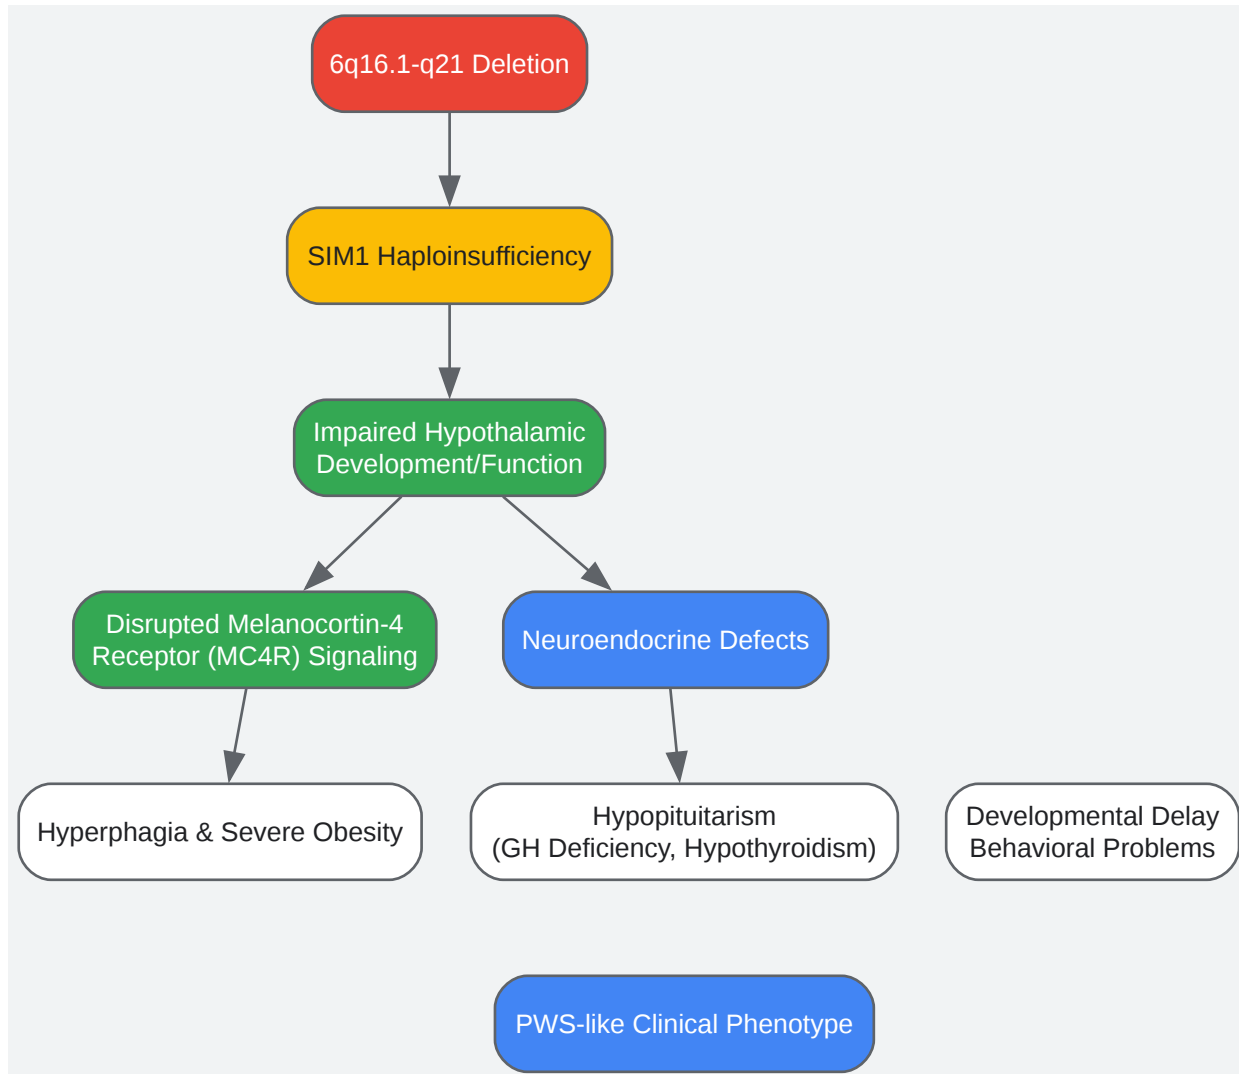 6q16.1-q21 Deletion
SIM1 Haploinsufficiency
Impaired Hypothalamic
Development/Function
Disrupted Melanocortin-4
Receptor (MC4R) Signaling
Neuroendocrine Defects
Hyperphagia & Severe Obesity
Hypopituitarism
(GH Deficiency, Hypothyroidism)
Developmental Delay
Behavioral Problems
PWS-like Clinical Phenotype